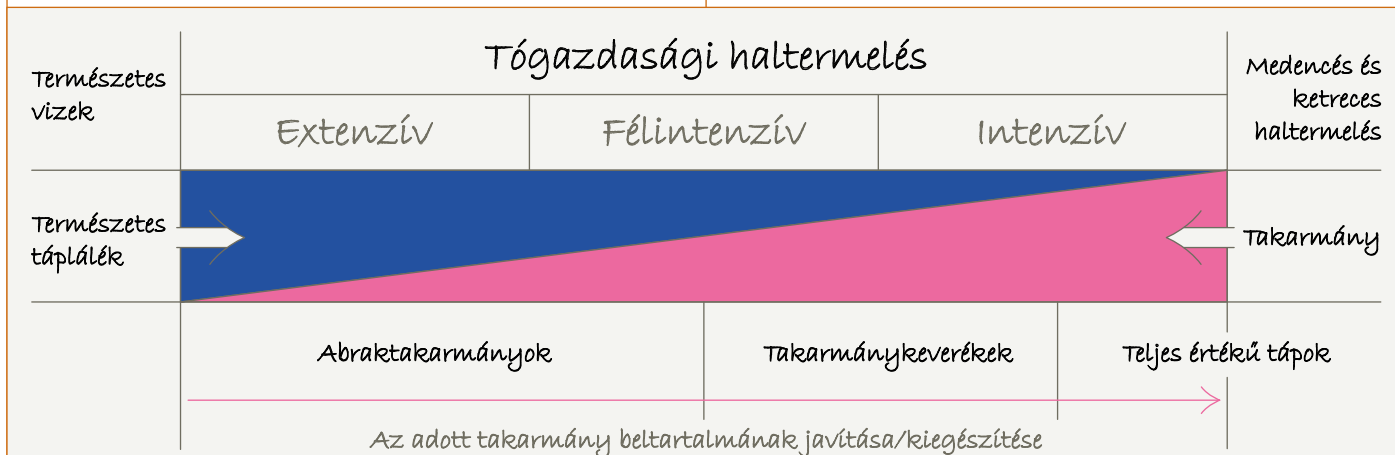 Tógazdasági haltermelés
Természetes
vizek
Medencés és
ketreces
haltermelés
Extenzív
Félintenzív
Intenzív
Természetes
táplálék
Takarmány
Abraktakarmányok
Takarmánykeverékek
Teljes értékű tápok
Az adott takarmány beltartalmának javítása/kiegészítése